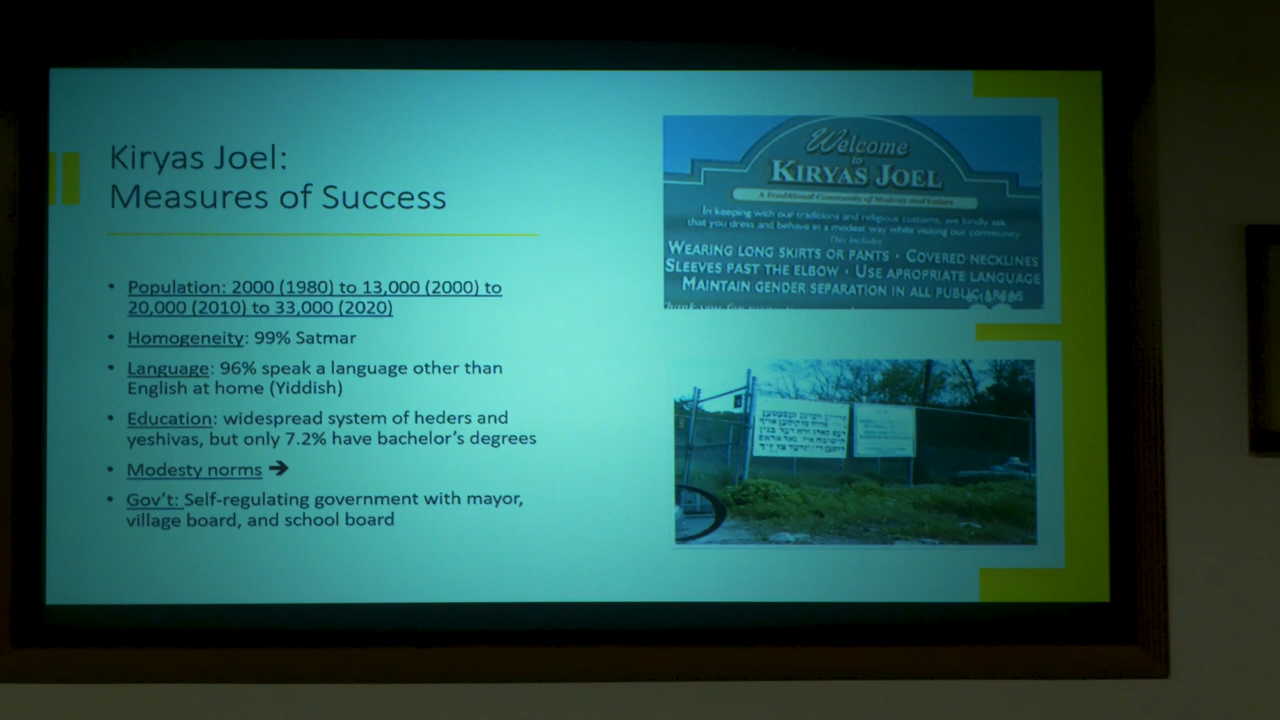 Kiryas Joel:
Measures of Success
• Population: 2000 (1980) to 13,000 (2000) to
20,000 (2010) to 33,000 (2020)
• Homogeneity: 99% Satmar
• Language: 96% speak a language other than
English at home (Yiddish)
• Education: widespread system of heders and
yeshivas, but only 7.2% have bachelor's degrees
• Modesty norms ➔
• Gov't: Self-regulating government with mayor,
village board, and school board
Welcome
to
KIRYAS JOEL
A Traditional Community of Modesty and Values
In keeping with our traditions and religious customs, we kindly ask
that you dress and behave in a modest way while visiting our community
This includes:
WEARING LONG SKIRTS OR PANTS • COVERED NECKLINES
SLEEVES PAST THE ELBOW • USE APROPRIATE LANGUAGE
MAINTAIN GENDER SEPARATION IN ALL PUBLIC AREAS
Thank you for